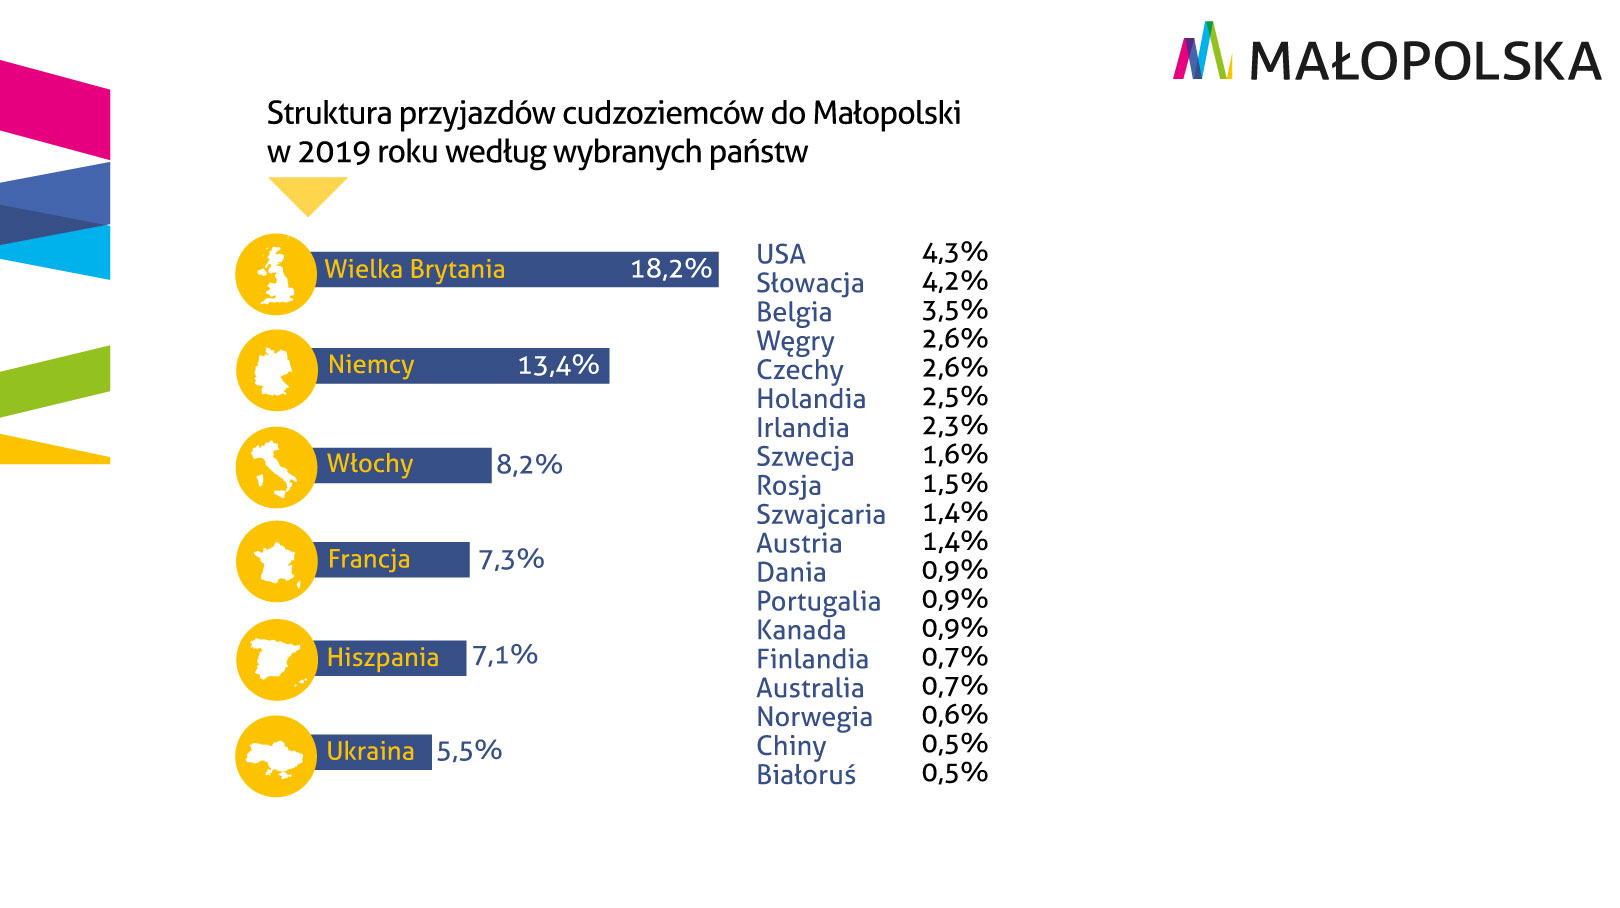 MAŁOPOLSKA
Struktura przyjazdów cudzoziemców do Małopolski
w 2019 roku według wybranych państw
Wielka Brytania 18,2%
Niemcy 13,4%
Włochy 8,2%
Francja 7,3%
Hiszpania 7,1%
Ukraina 5,5%
USA 4,3%
Słowacja 4,2%
Belgia 3,5%
Węgry 2,6%
Czechy 2,6%
Holandia 2,5%
Irlandia 2,3%
Szwecja 1,6%
Rosja 1,5%
Szwajcaria 1,4%
Austria 1,4%
Dania 0,9%
Portugalia 0,9%
Kanada 0,9%
Finlandia 0,7%
Australia 0,7%
Norwegia 0,6%
Chiny 0,5%
Białoruś 0,5%